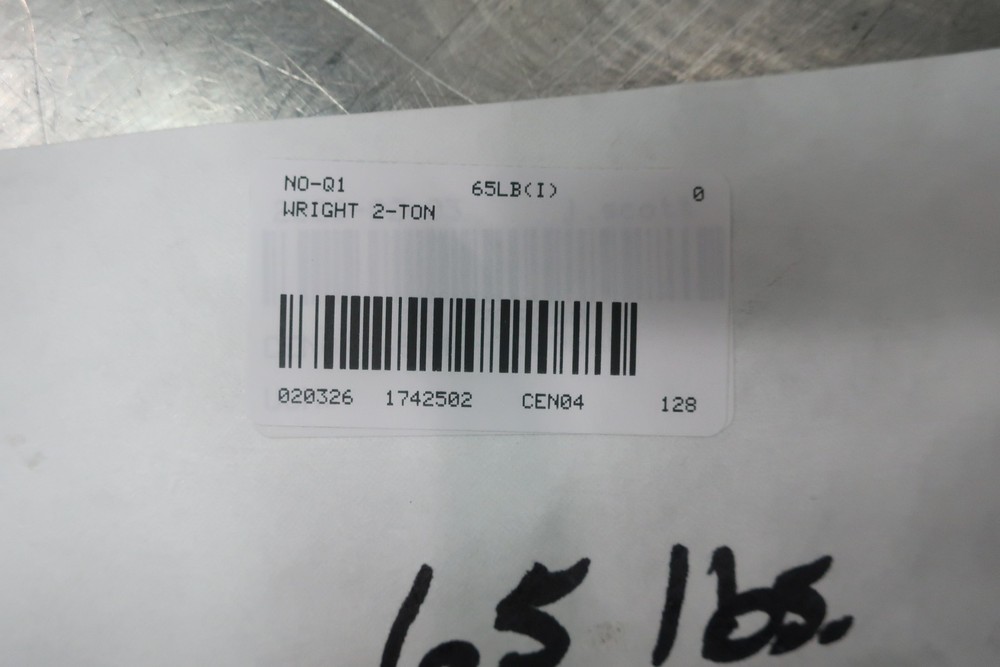 NO-Q1 65LB(I) 0
WRIGHT 2-TON
020326 1742502 CEN04 128
65 lbs.